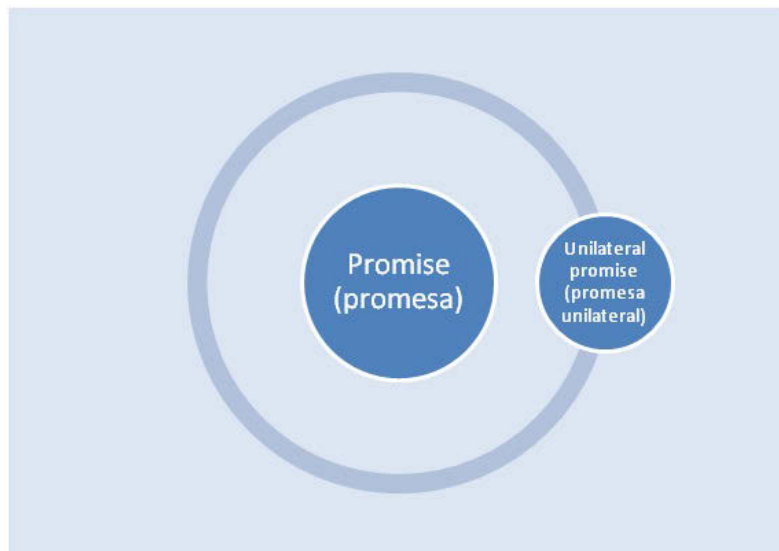 Promise
(promesa)
Unilateral
promise
(promesa
unilateral)